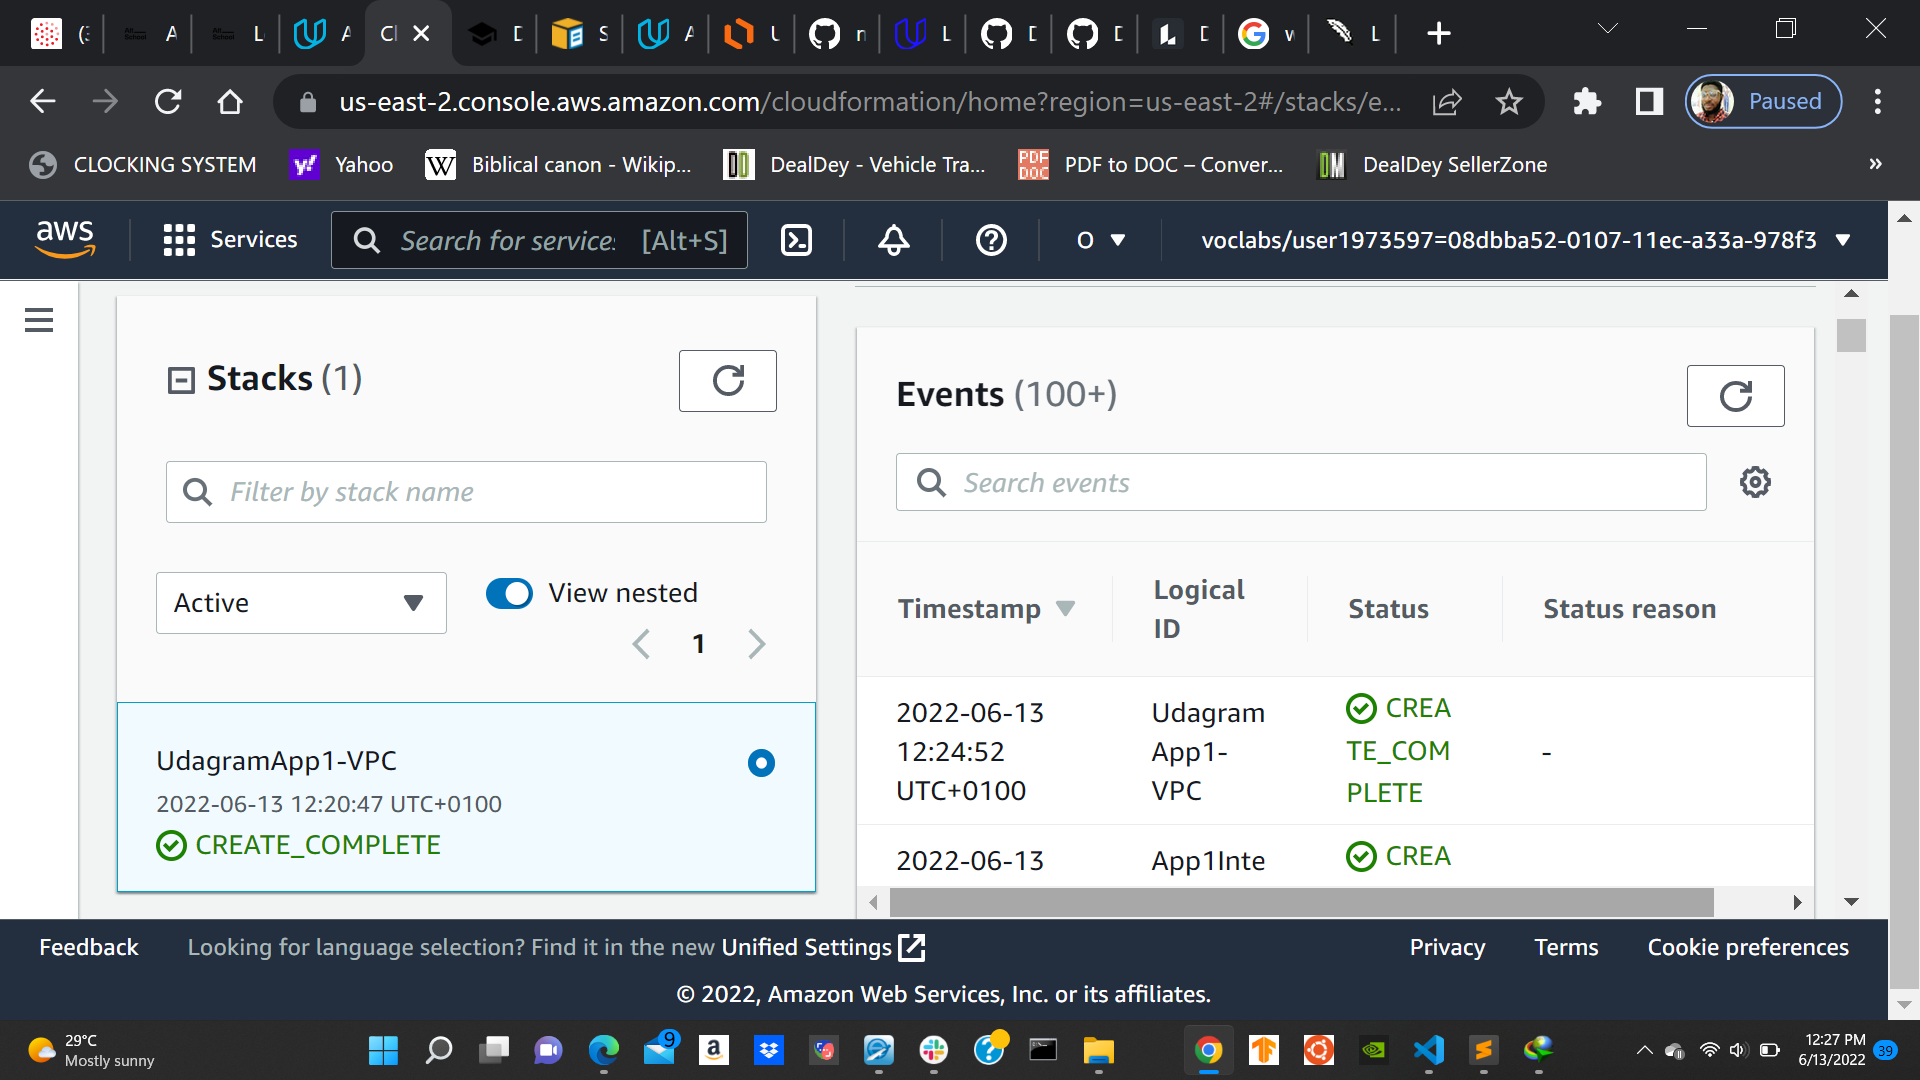 us-east-2.console.aws.amazon.com/cloudformation/home?region=us-east-2#/stacks/e...
Paused
CLOCKING SYSTEM
Yahoo
Biblical canon - Wikip...
DealDey - Vehicle Tra...
PDF to DOC – Conver...
DealDey SellerZone
»
aws
Services
Search for service
[Alt+S]
O
voclabs/user1973597=08dbba52-0107-11ec-a33a-978f3
Stacks (1)
Filter by stack name
Active
View nested
1
UdagramApp1-VPC
2022-06-13 12:20:47 UTC+0100
CREATE_COMPLETE
Events (100+)
Search events
Timestamp
Logical
ID
Status
Status reason
2022-06-13
12:24:52
UTC+0100
Udagram
App1-
VPC
CREA
TE_COM
PLETE
-
2022-06-13
App1Inte
CREA
Feedback
Looking for language selection? Find it in the new Unified Settings
Privacy
Terms
Cookie preferences
© 2022, Amazon Web Services, Inc. or its affiliates.
29°C
Mostly sunny
9
12:27 PM
6/13/2022
39